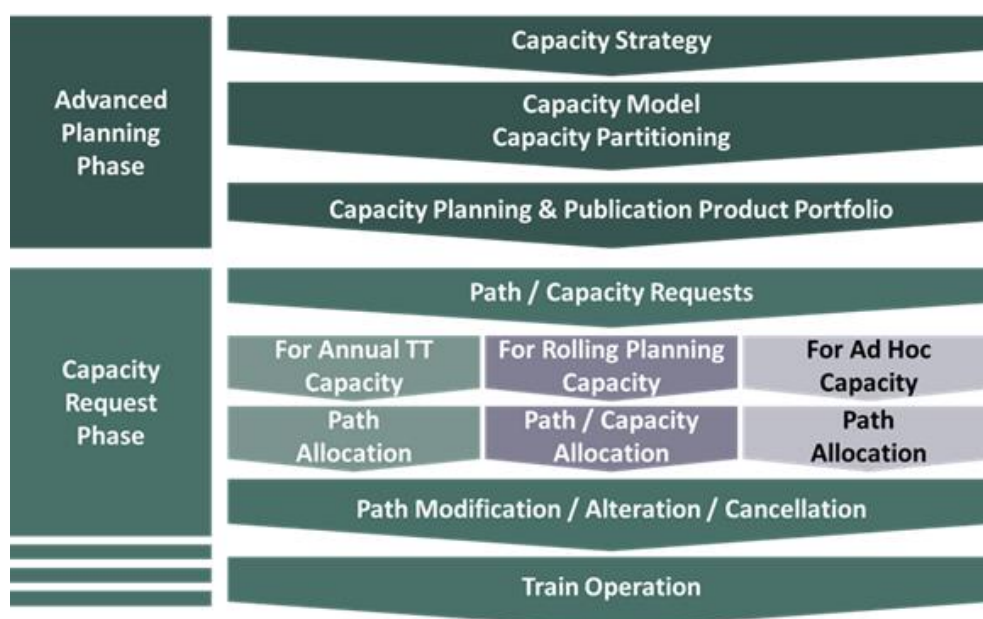 Advanced
Planning
Phase
Capacity Strategy
Capacity Model
Capacity Partitioning
Capacity Planning & Publication Product Portfolio
Capacity
Request
Phase
Path / Capacity Requests
For Annual TT
Capacity
For Rolling Planning
Capacity
For Ad Hoc
Capacity
Path
Allocation
Path / Capacity
Allocation
Path
Allocation
Path Modification / Alteration / Cancellation
Train Operation